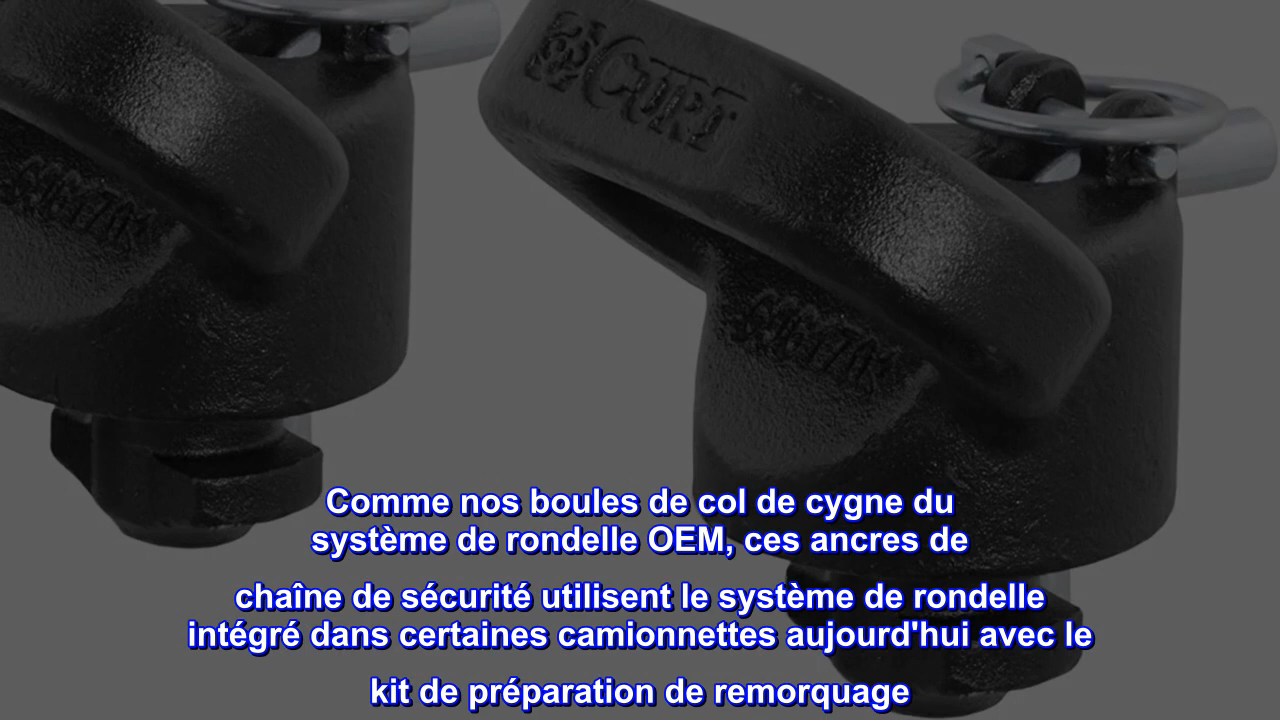 CURT
Comme nos boules de col de cygne du
système de rondelle OEM, ces ancres de
chaîne de sécurité utilisent le système de rondelle
intégré dans certaines camionnettes aujourd'hui avec le
kit de préparation de remorquage